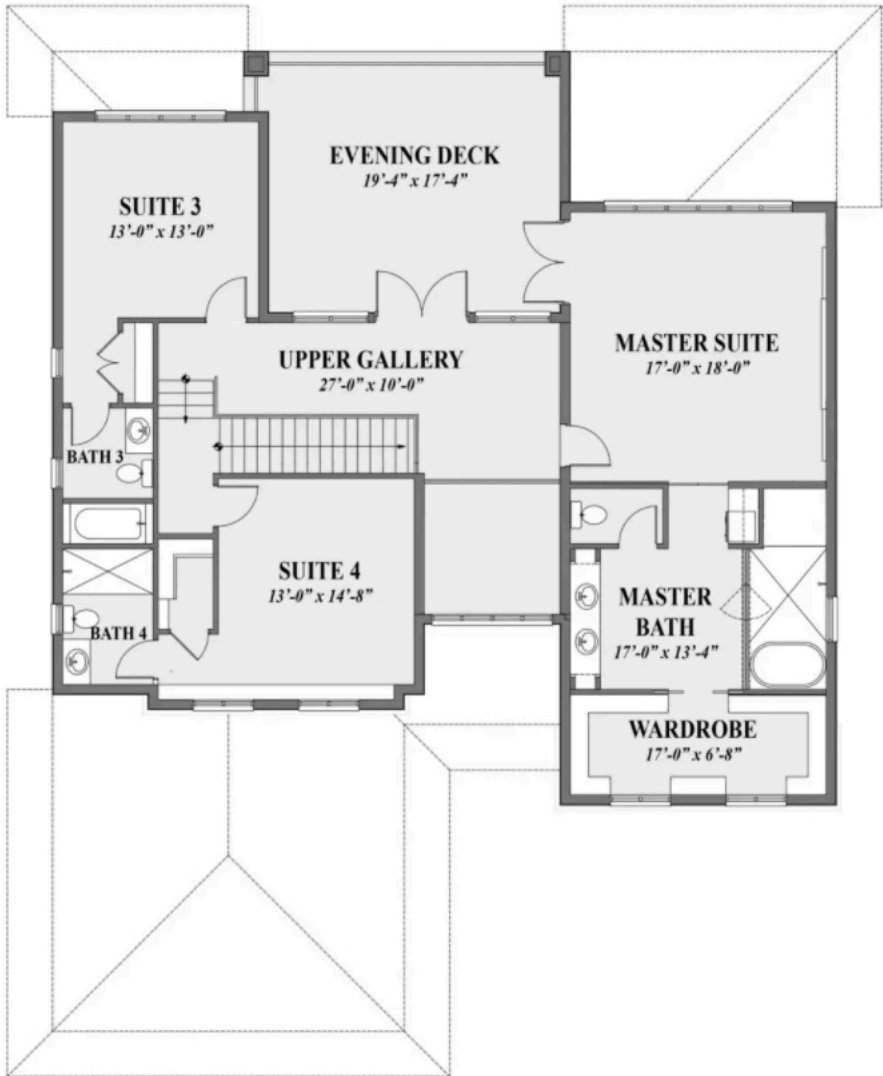 EVENING DECK
19’-4” x 17’-4”
SUITE 3
13’-0” x 13’-0”
MASTER SUITE
17’-0” x 18’-0”
UPPER GALLERY
27’-0” x 10’-0”
BATH 3
SUITE 4
13’-0” x 14’-8”
BATH 4
MASTER
BATH
17’-0” x 13’-4”
WARDROBE
17’-0” x 6’-8”